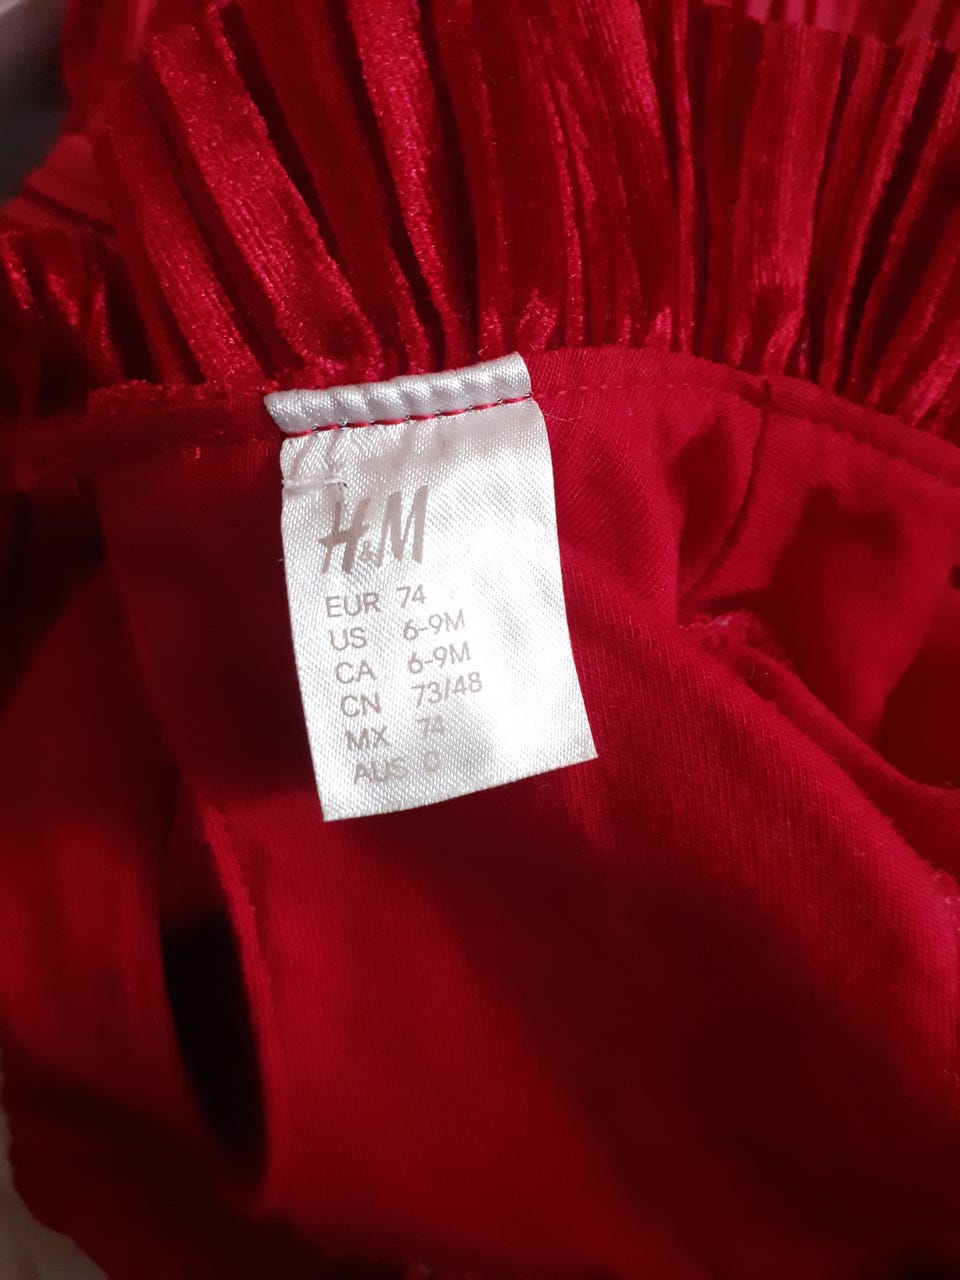 H&M
EUR 74
US 6-9M
CA 6-9M
CN 73/48
MX 74
AUS 0